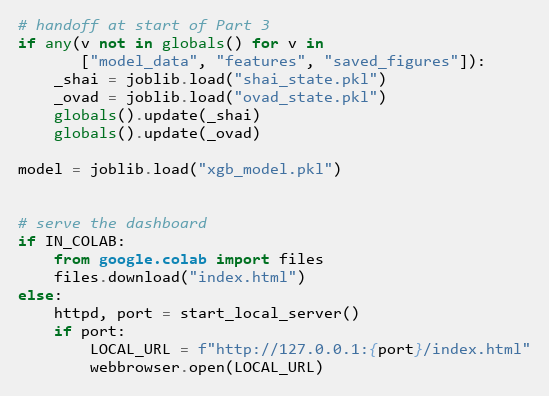 # handoff at start of Part 3
if any(v not in globals() for v in
       ["model_data", "features", "saved_figures"]):
    _shai = joblib.load("shai_state.pkl")
    _ovad = joblib.load("ovad_state.pkl")
    globals().update(_shai)
    globals().update(_ovad)

model = joblib.load("xgb_model.pkl")


# serve the dashboard
if IN_COLAB:
    from google.colab import files
    files.download("index.html")
else:
    httpd, port = start_local_server()
    if port:
        LOCAL_URL = f"http://127.0.0.1:{port}/index.html"
        webbrowser.open(LOCAL_URL)